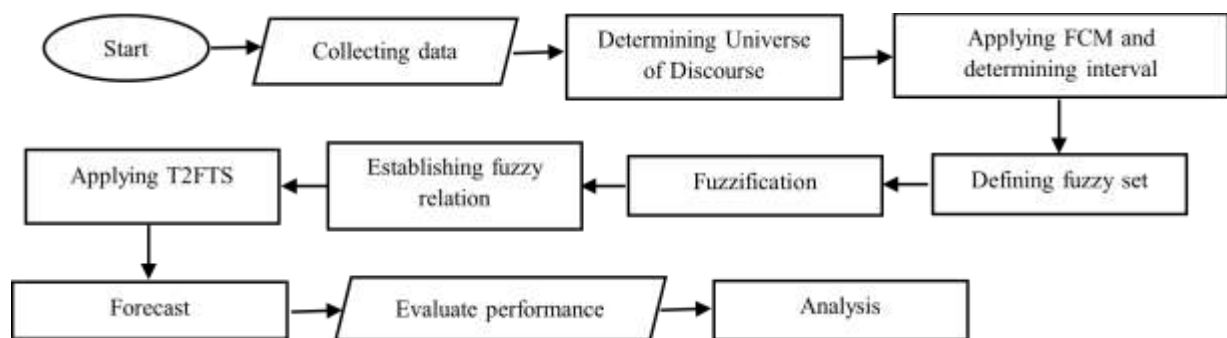 Start
Collecting data
Determining Universe
of Discourse
Applying FCM and
determining interval
Defining fuzzy set
Fuzzification
Establishing fuzzy
relation
Applying T2FTS
Forecast
Evaluate performance
Analysis